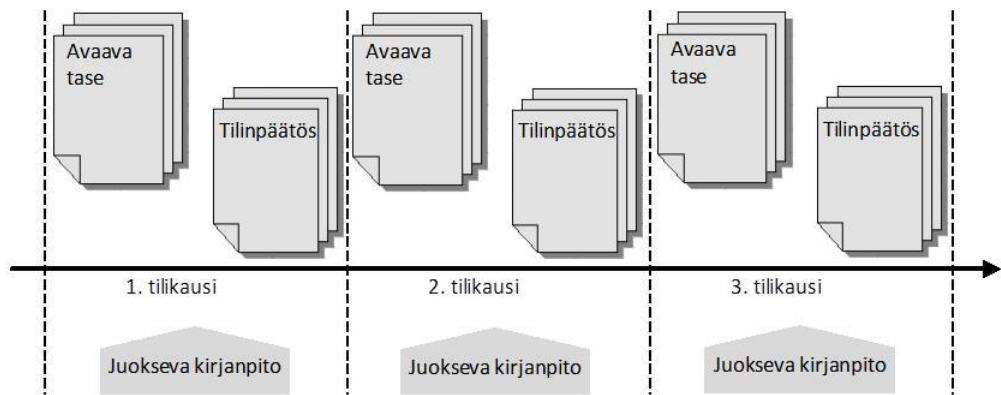 Avaava
tase
Tilinpäätös
Avaava
tase
Tilinpäätös
Avaava
tase
Tilinpäätös
1. tilikausi
2. tilikausi
3. tilikausi
Juokseva kirjanpito
Juokseva kirjanpito
Juokseva kirjanpito